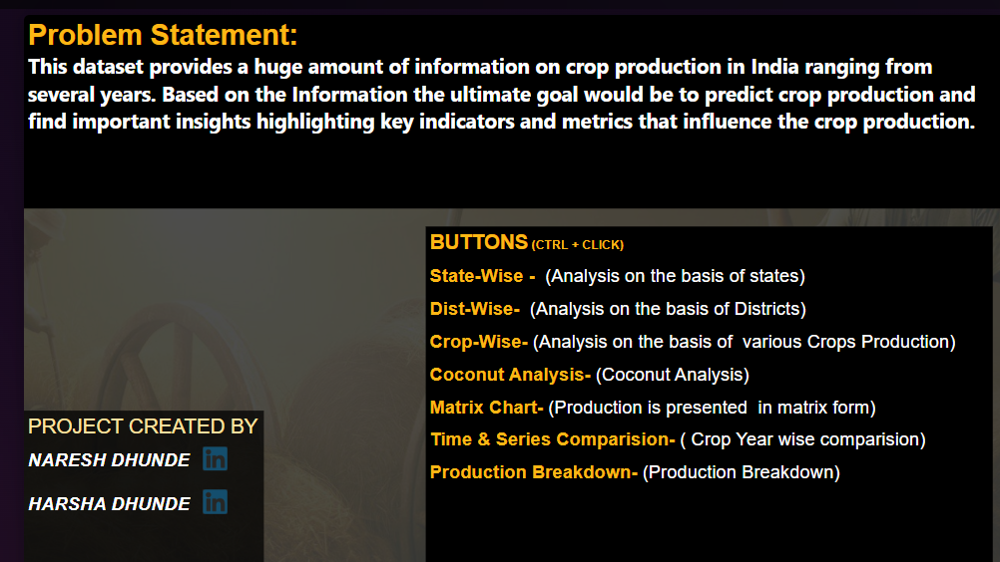 Problem Statement:
This dataset provides a huge amount of information on crop production in India ranging from
several years. Based on the Information the ultimate goal would be to predict crop production and
find important insights highlighting key indicators and metrics that influence the crop production.
BUTTONS (CTRL + CLICK)
State-Wise - (Analysis on the basis of states)
Dist-Wise- (Analysis on the basis of Districts)
Crop-Wise- (Analysis on the basis of various Crops Production)
Coconut Analysis- (Coconut Analysis)
Matrix Chart- (Production is presented in matrix form)
Time & Series Comparision- ( Crop Year wise comparision)
Production Breakdown- (Production Breakdown)
PROJECT CREATED BY
NARESH DHUNDE in
HARSHA DHUNDE in